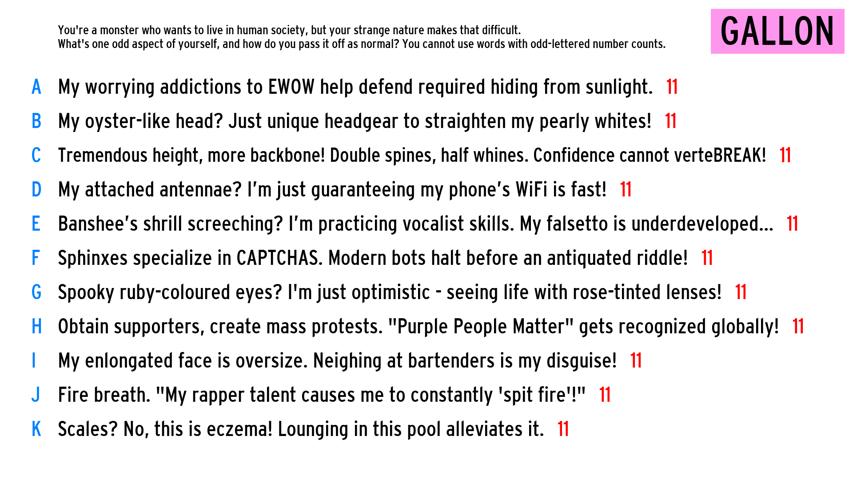 You're a monster who wants to live in human society, but your strange nature makes that difficult.
What's one odd aspect of yourself, and how do you pass it off as normal? You cannot use words with odd-lettered number counts.
GALLON
A My worrying addictions to EWOW help defend required hiding from sunlight. 11
B My oyster-like head? Just unique headgear to straighten my pearly whites! 11
C Tremendous height, more backbone! Double spines, half whines. Confidence cannot verteBREAK! 11
D My attached antennae? I’m just guaranteeing my phone’s WiFi is fast! 11
E Banshee’s shrill screeching? I’m practicing vocalist skills. My falsetto is underdeveloped... 11
F Sphinxes specialize in CAPTCHAS. Modern bots halt before an antiquated riddle! 11
G Spooky ruby-coloured eyes? I'm just optimistic - seeing life with rose-tinted lenses! 11
H Obtain supporters, create mass protests. "Purple People Matter" gets recognized globally! 11
I My enlongated face is oversize. Neighing at bartenders is my disguise! 11
J Fire breath. "My rapper talent causes me to constantly 'spit fire'!" 11
K Scales? No, this is eczema! Lounging in this pool alleviates it. 11